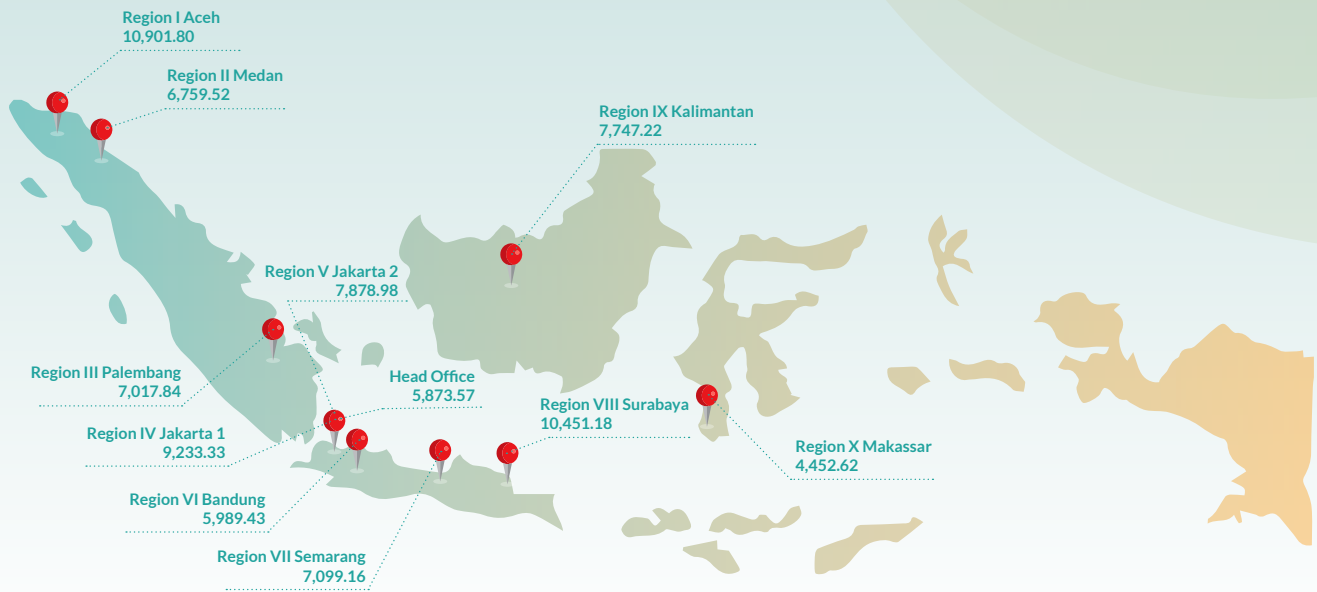 Region I Aceh
10,901.80
Region II Medan
6,759.52
Region IX Kalimantan
7,747.22
Region V Jakarta 2
7,878.98
Region III Palembang
7,017.84
Head Office
5,873.57
Region VIII Surabaya
10,451.18
Region IV Jakarta 1
9,233.33
Region X Makassar
4,452.62
Region VI Bandung
5,989.43
Region VII Semarang
7,099.16